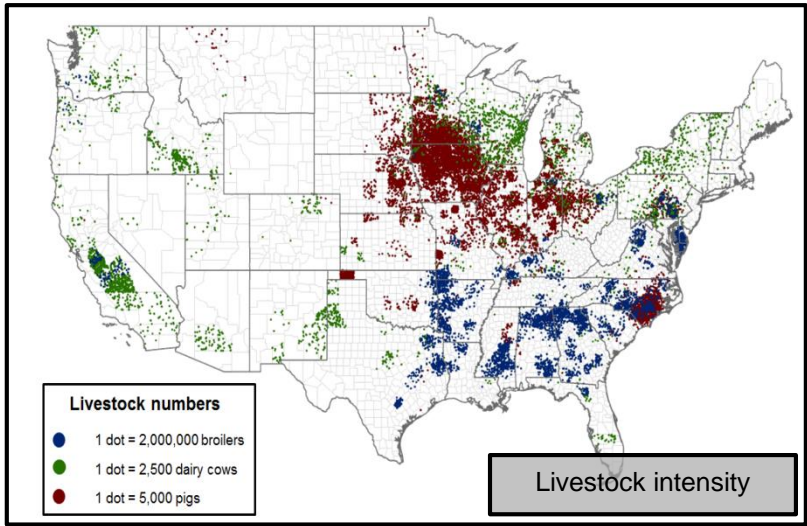 Livestock numbers
1 dot = 2,000,000 broilers
1 dot = 2,500 dairy cows
1 dot = 5,000 pigs
Livestock intensity